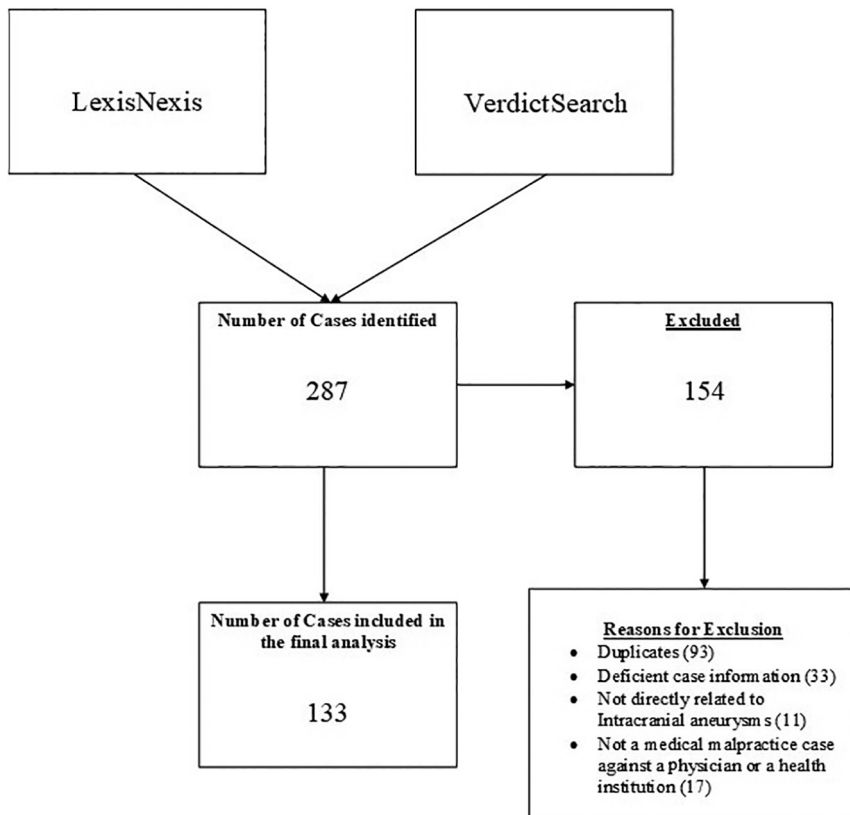 LexisNexis
VerdictSearch
Number of Cases identified
287
Excluded
154
Number of Cases included in
the final analysis
133
Reasons for Exclusion
• Duplicates (93)
• Deficient case information (33)
• Not directly related to
Intracranial aneurysms (11)
• Not a medical malpractice case
against a physician or a health
institution (17)